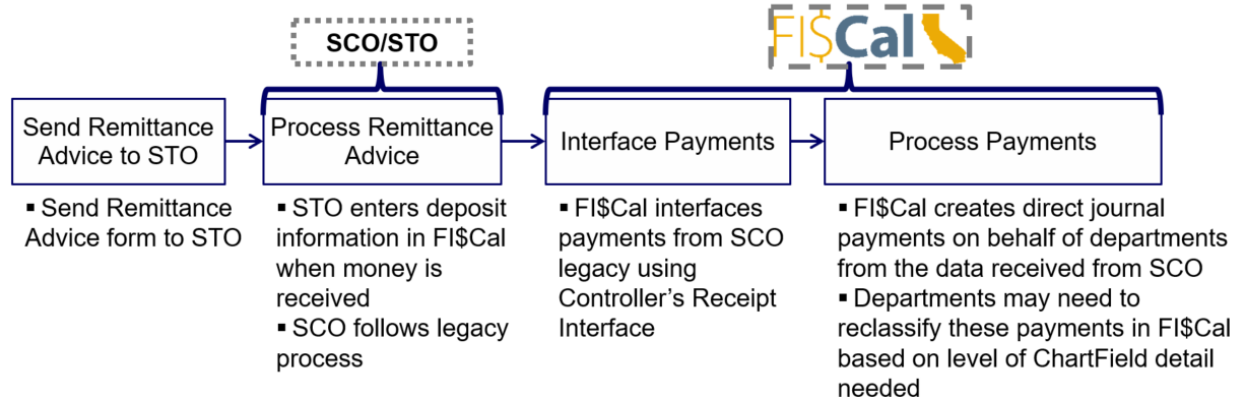 SCO/STO
FI$Cal
Send Remittance
Advice to STO
Process Remittance
Advice
Interface Payments
Process Payments
▪ Send Remittance
Advice form to STO
▪ STO enters deposit
information in FI$Cal
when money is
received
▪ SCO follows legacy
process
▪ FI$Cal interfaces
payments from SCO
legacy using
Controller’s Receipt
Interface
▪ FI$Cal creates direct journal
payments on behalf of departments
from the data received from SCO
▪ Departments may need to
reclassify these payments in FI$Cal
based on level of ChartField detail
needed